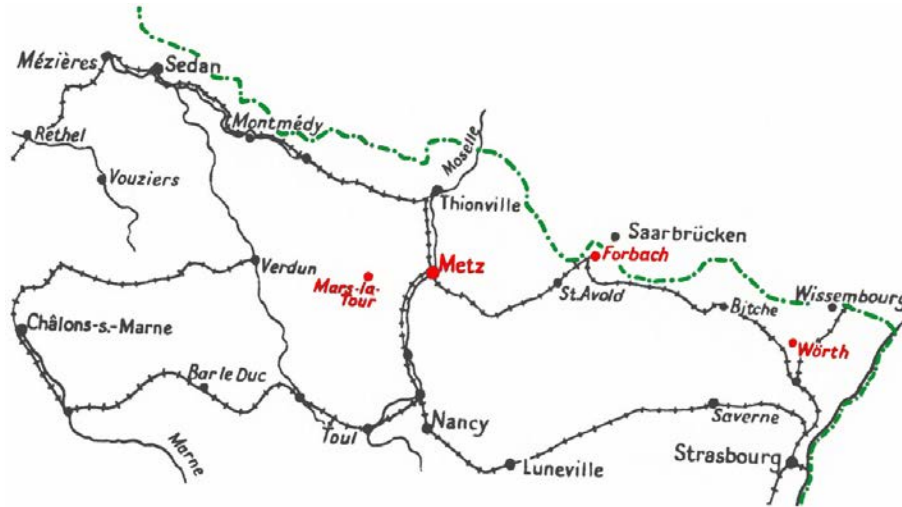 Mézières
Sedan
Montmédy
Rethel
Vouziers
Moselle
Thionville
Saarbrücken
Forbach
Verdun
Metz
Mars-la-
Tour
St. Avold
Bitche
Wissembourg
Châlons-s.-Marne
Wörth
Bar le Duc
Saverne
Toul
Nancy
Marne
Luneville
Strasbourg